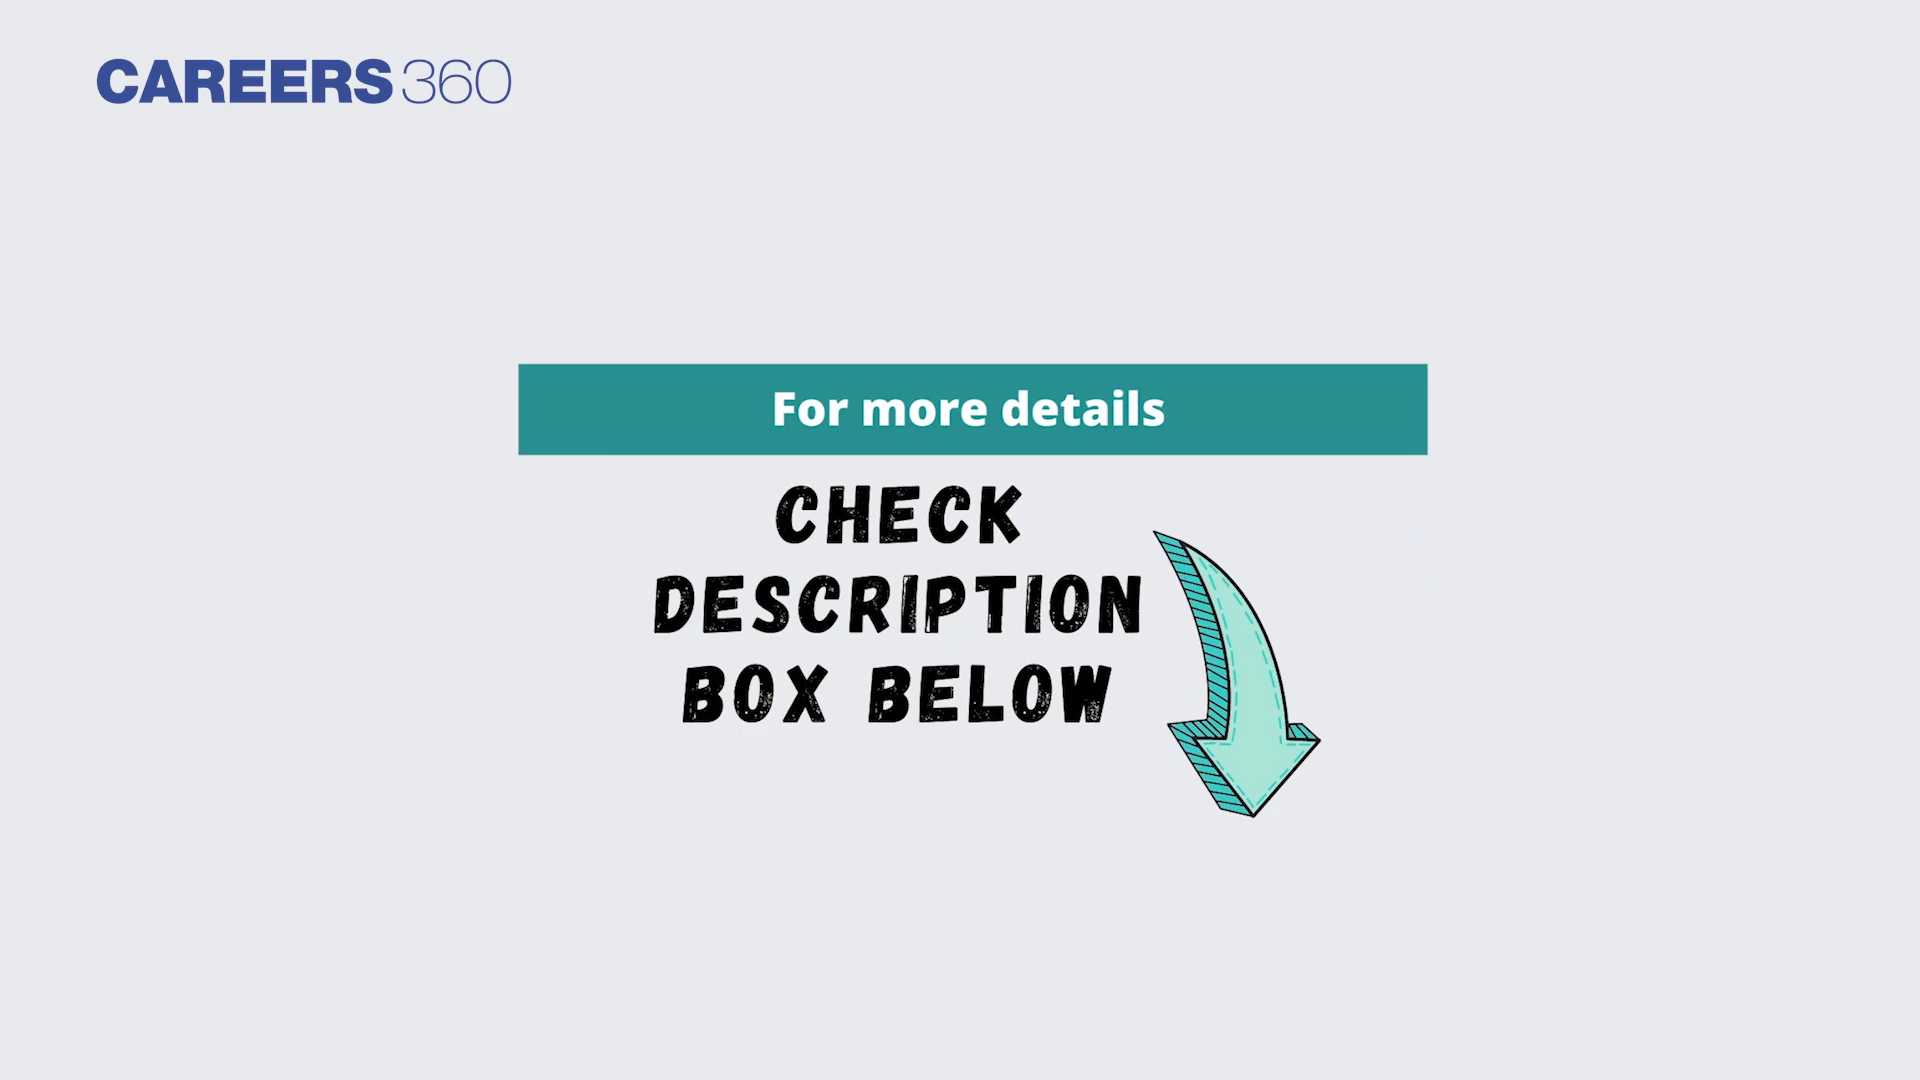 CAREERS360
For more details
CHECK
DESCRIPTION
BOX BELOW